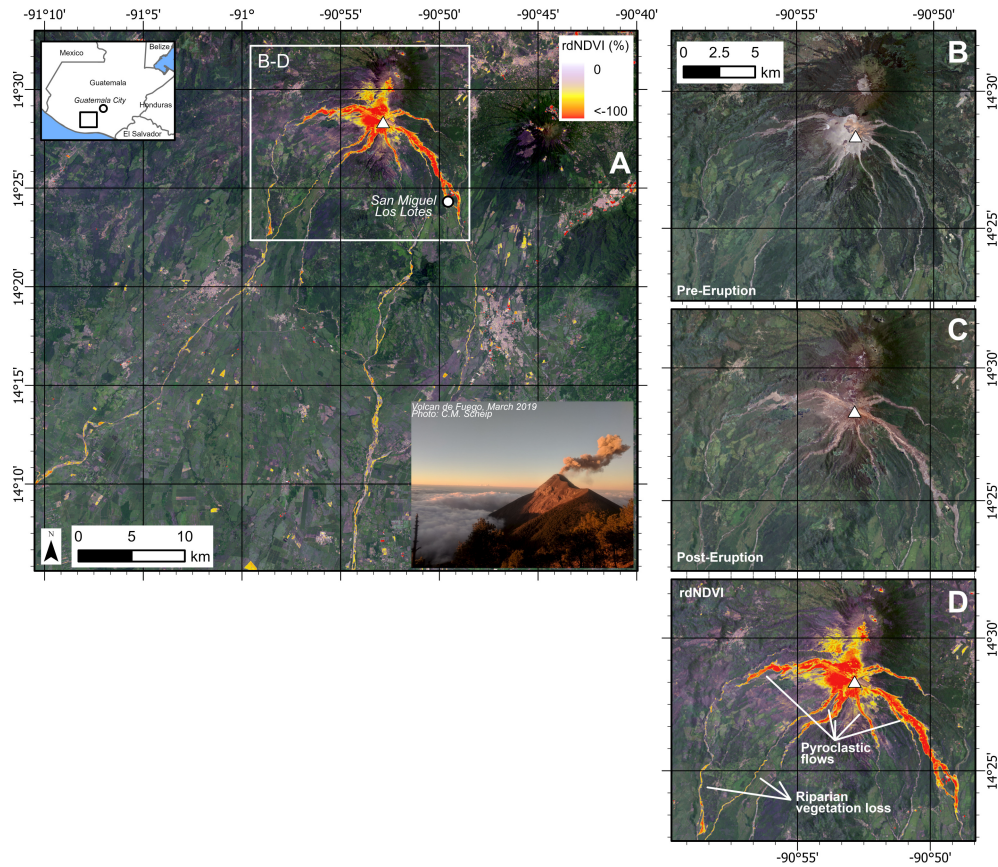 -91°10' -91°05' -91° -90°55' -90°50' -90°45' -90°40'
14°30'
14°25'
14°20'
14°15'
14°10'
Mexico
Belize
Guatemala
Guatemala City
Honduras
El Salvador
B-D
rdNDVI (%)
0
<-100
A
San Miguel
Los Lotes
N
0 5 10
km
Volcan de Fuego, March 2019
Photo: C.M. Scheip
-90°55' -90°50'
0 2.5 5
km
B
14°30'
14°25'
Pre-Eruption
C
14°30'
14°25'
Post-Eruption
rdNDVI
D
14°30'
Pyroclastic
flows
14°25'
Riparian
vegetation loss
-90°55' -90°50'